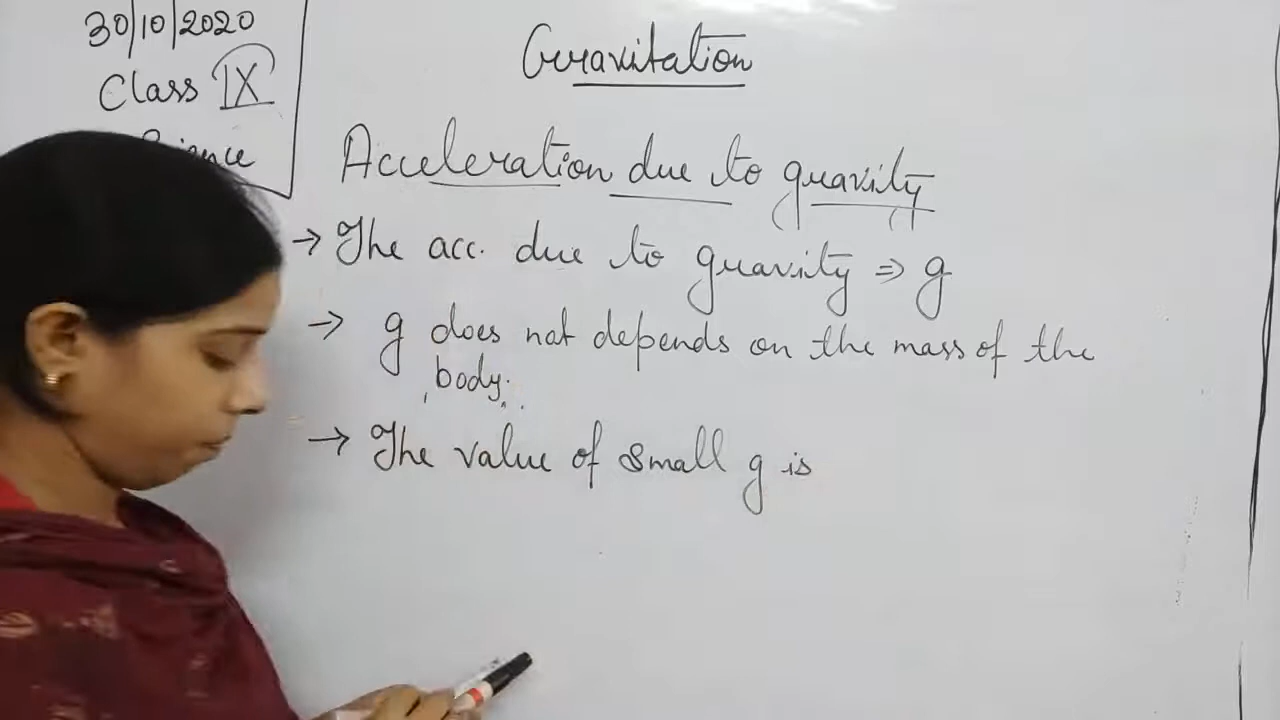 30/10/2020
Class IX
Gravitation
Acceleration due to gravity
→ The acc. due to gravity ⇒ g
→ g does not depends on the mass of the
body.
→ The value of small g is